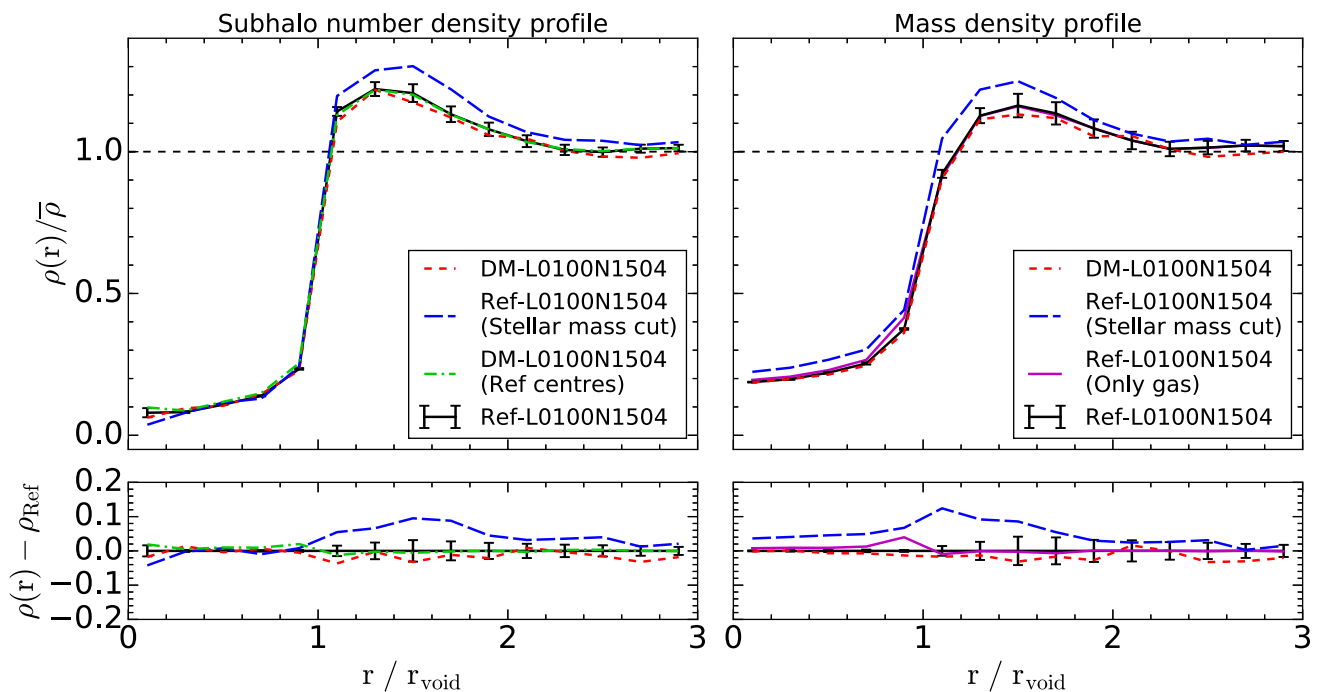 Subhalo number density profile
Mass density profile
1.0
0.5
0.0
ρ(r)/ρ̅
DM-L0100N1504
Ref-L0100N1504
(Stellar mass cut)
DM-L0100N1504
(Ref centres)
Ref-L0100N1504
DM-L0100N1504
Ref-L0100N1504
(Stellar mass cut)
Ref-L0100N1504
(Only gas)
Ref-L0100N1504
0.2
0.1
0.0
−0.1
−0.2
ρ(r) − ρRef
0 1 2 3
0 1 2 3
r / rvoid
r / rvoid